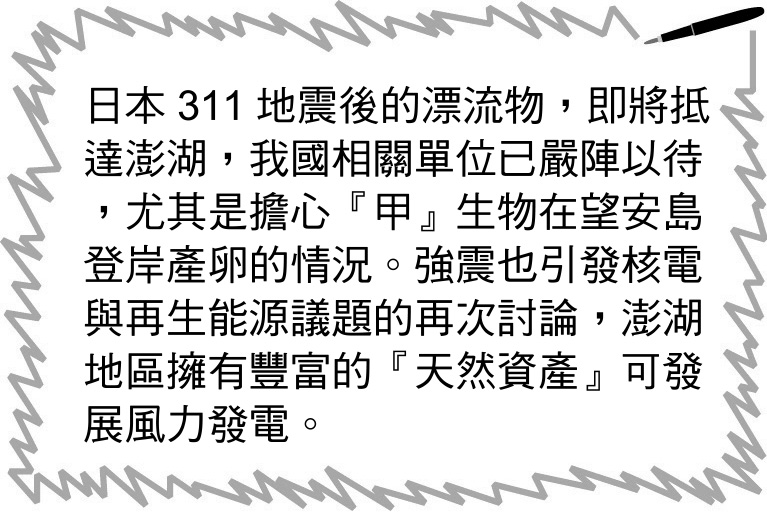 日本 311 地震後的漂流物，即將抵
達澎湖，我國相關單位已嚴陣以待
，尤其是擔心『甲』生物在望安島
登岸產卵的情況。強震也引發核電
與再生能源議題的再次討論，澎湖
地區擁有豐富的『天然資產』可發
展風力發電。